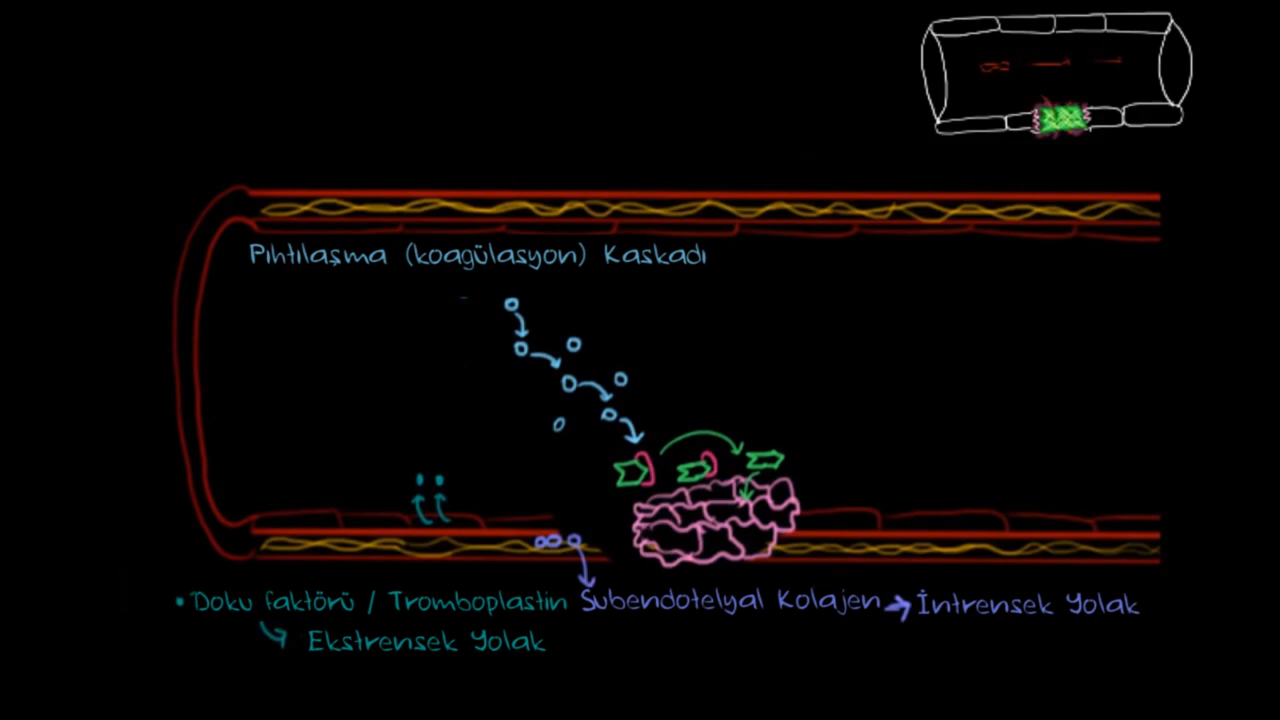 Pıhtılaşma (koagülasyon) Kaskadı
• Doku faktörü / Tromboplastin
Subendotelyal Kolajen → İntrensek Yolak
↳ Ekstrensek Yolak